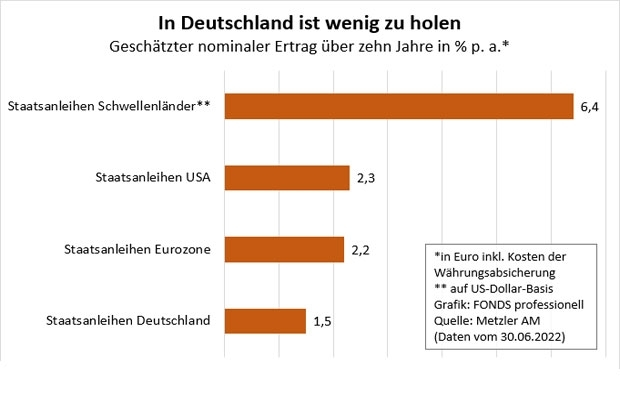 In Deutschland ist wenig zu holen
Geschätzter nominaler Ertrag über zehn Jahre in % p. a.*
Staatsanleihen Schwellenländer** 6,4
Staatsanleihen USA 2,3
Staatsanleihen Eurozone 2,2
Staatsanleihen Deutschland 1,5
*in Euro inkl. Kosten der
Währungsabsicherung
** auf US-Dollar-Basis
Grafik: FONDS professionell
Quelle: Metzler AM
(Daten vom 30.06.2022)